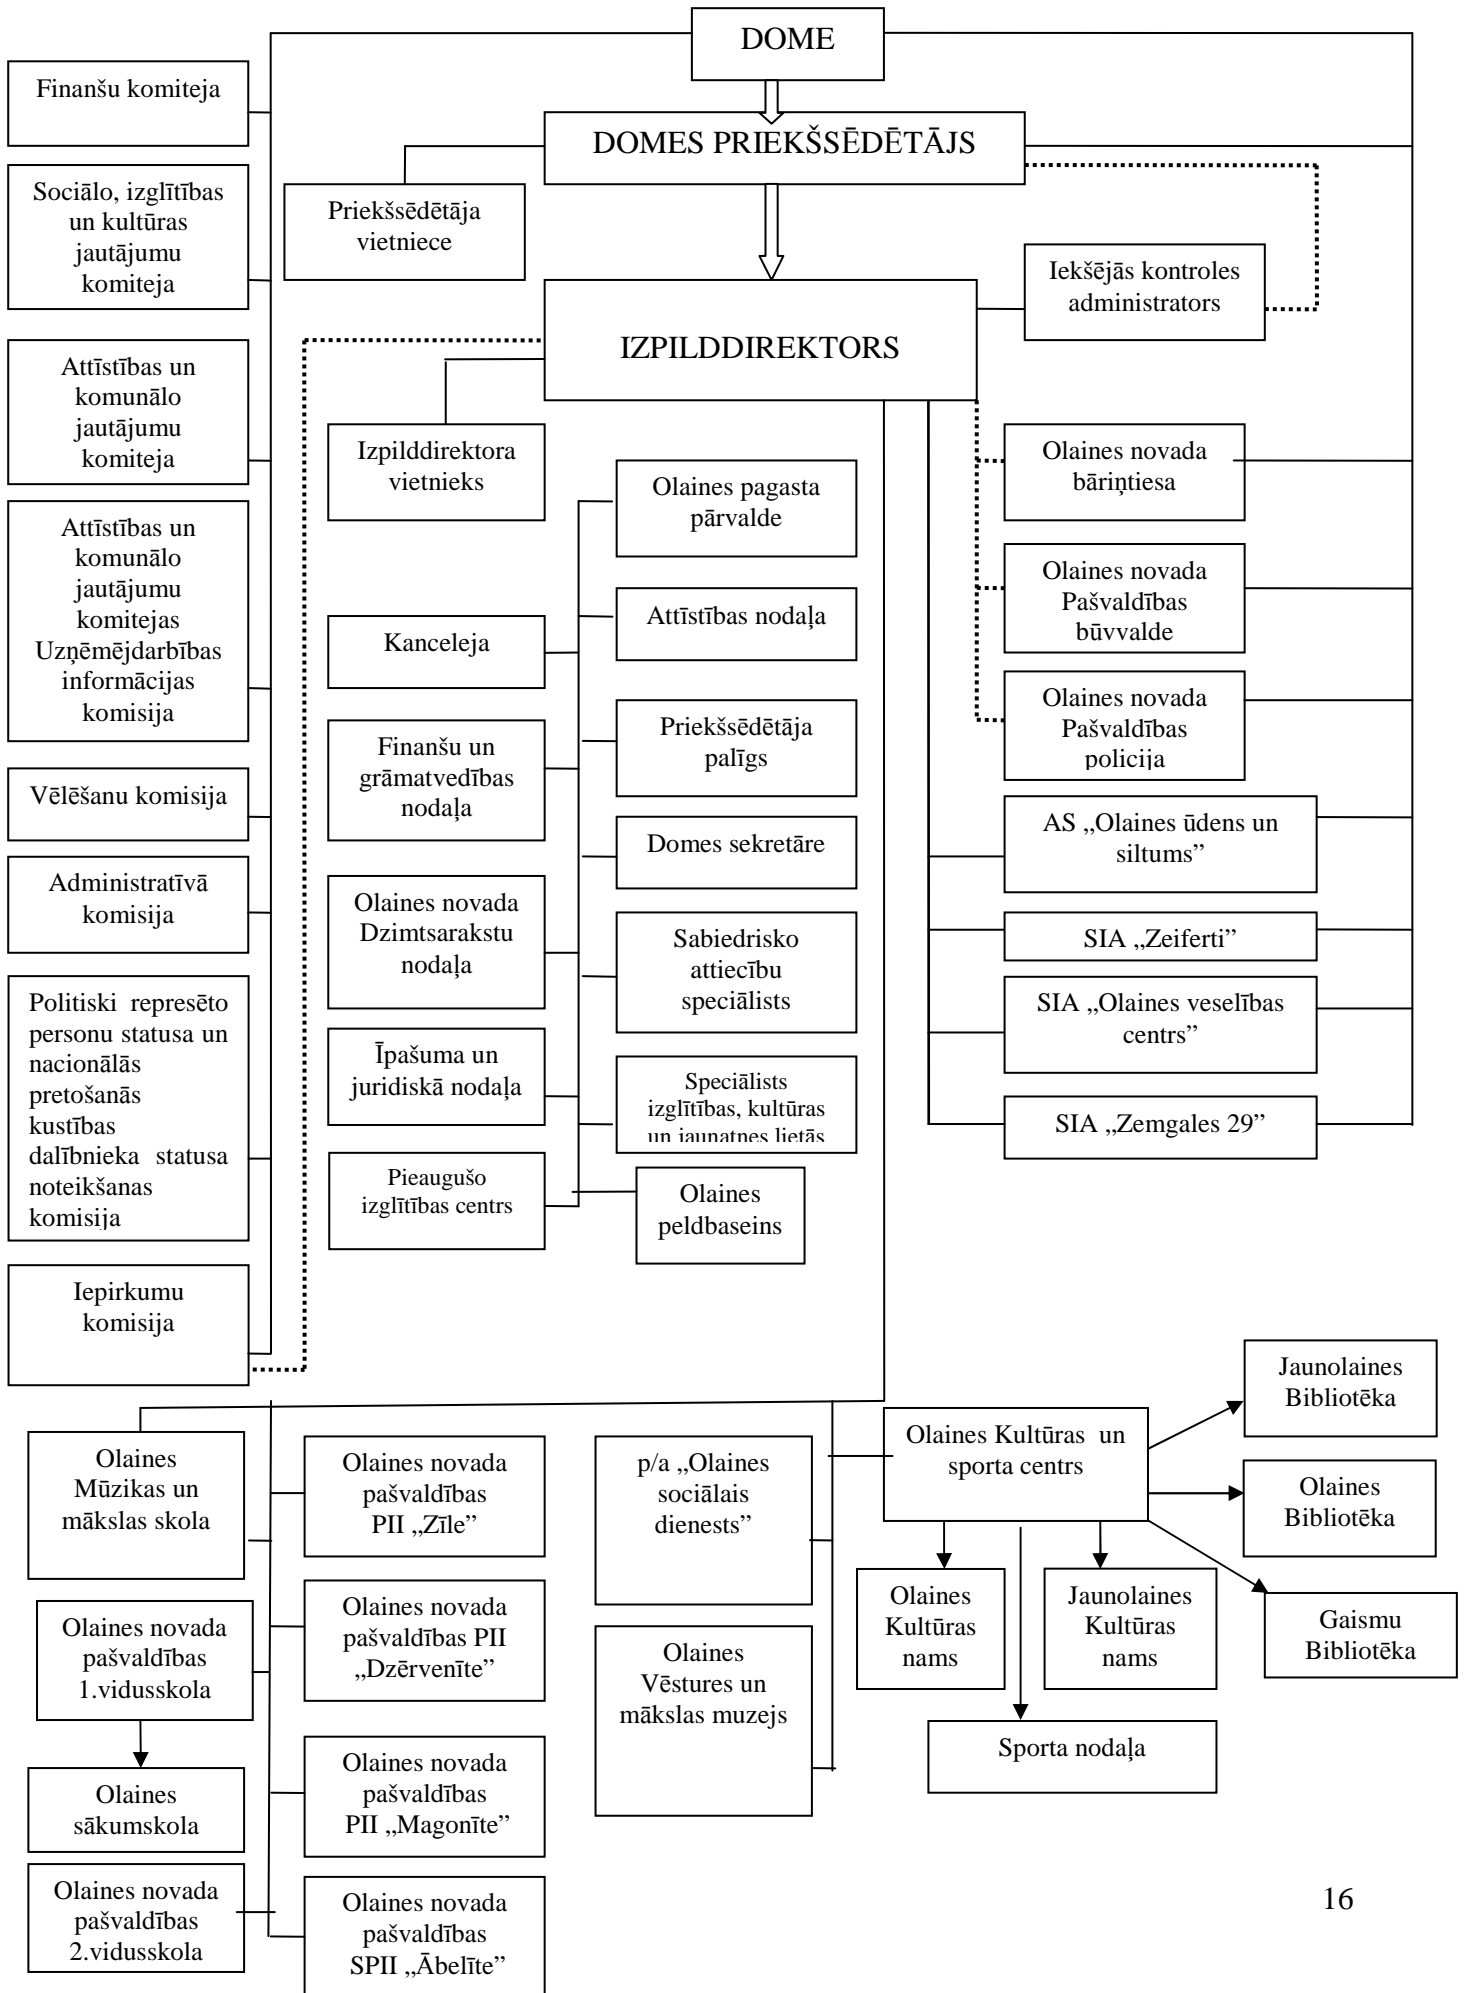 DOME
DOMES PRIEKŠSĒDĒTĀJS
Priekšsēdētāja
vietniece
Iekšējās kontroles
administrators
IZPILDDIREKTORS
Finanšu komiteja
Sociālo, izglītības
un kultūras
jautājumu
komiteja
Attīstības un
komunālo
jautājumu
komiteja
Attīstības un
komunālo
jautājumu
komitejas
Uzņēmējdarbības
informācijas
komisija
Vēlēšanu komisija
Administratīvā
komisija
Politiski represēto
personu statusa un
nacionālās
pretošanās
kustības
dalībnieka statusa
noteikšanas
komisija
Iepirkumu
komisija
Izpilddirektora
vietnieks
Kanceleja
Finanšu un
grāmatvedības
nodaļa
Olaines novada
Dzimtsarakstu
nodaļa
Īpašuma un
juridiskā nodaļa
Pieaugušo
izglītības centrs
Olaines pagasta
pārvalde
Attīstības nodaļa
Priekšsēdētāja
palīgs
Domes sekretāre
Sabiedrisko
attiecību
speciālists
Speciālists
izglītības, kultūras
un jaunatnes lietās
Olaines
peldbaseins
Olaines novada
bāriņtiesa
Olaines novada
Pašvaldības
būvvalde
Olaines novada
Pašvaldības
policija
AS „Olaines ūdens un
siltums”
SIA „Zeiferti”
SIA „Olaines veselības
centrs”
SIA „Zemgales 29”
Olaines
Mūzikas un
mākslas skola
Olaines novada
pašvaldības
1.vidusskola
Olaines
sākumskola
Olaines novada
pašvaldības
2.vidusskola
Olaines novada
pašvaldības
PII „Zīle”
Olaines novada
pašvaldības PII
„Dzērvenīte”
Olaines novada
pašvaldības
PII „Magonīte”
Olaines novada
pašvaldības
SPII „Ābelīte”
p/a „Olaines
sociālais
dienests”
Olaines
Vēstures un
mākslas muzejs
Olaines Kultūras un
sporta centrs
Jaunolaines
Bibliotēka
Olaines
Bibliotēka
Gaismu
Bibliotēka
Olaines
Kultūras
nams
Jaunolaines
Kultūras
nams
Sporta nodaļa
16